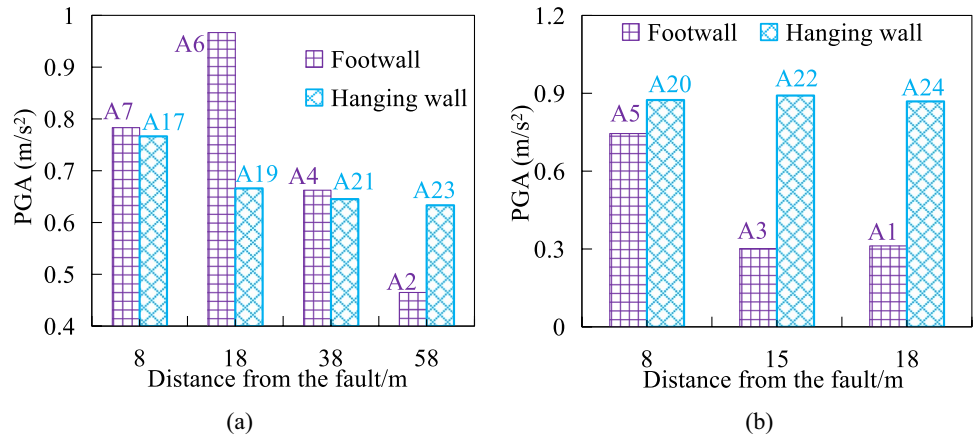 1
0.9
0.8
0.7
0.6
0.5
0.4
PGA (m/s²)
A7
A17
A6
A19
A4
A21
A2
A23
Footwall
Hanging wall
8 18 38 58
Distance from the fault/m
(a)
1.2
0.9
0.6
0.3
0
PGA (m/s²)
Footwall Hanging wall
A5
A20
A3
A22
A1
A24
8 15 18
Distance from the fault/m
(b)